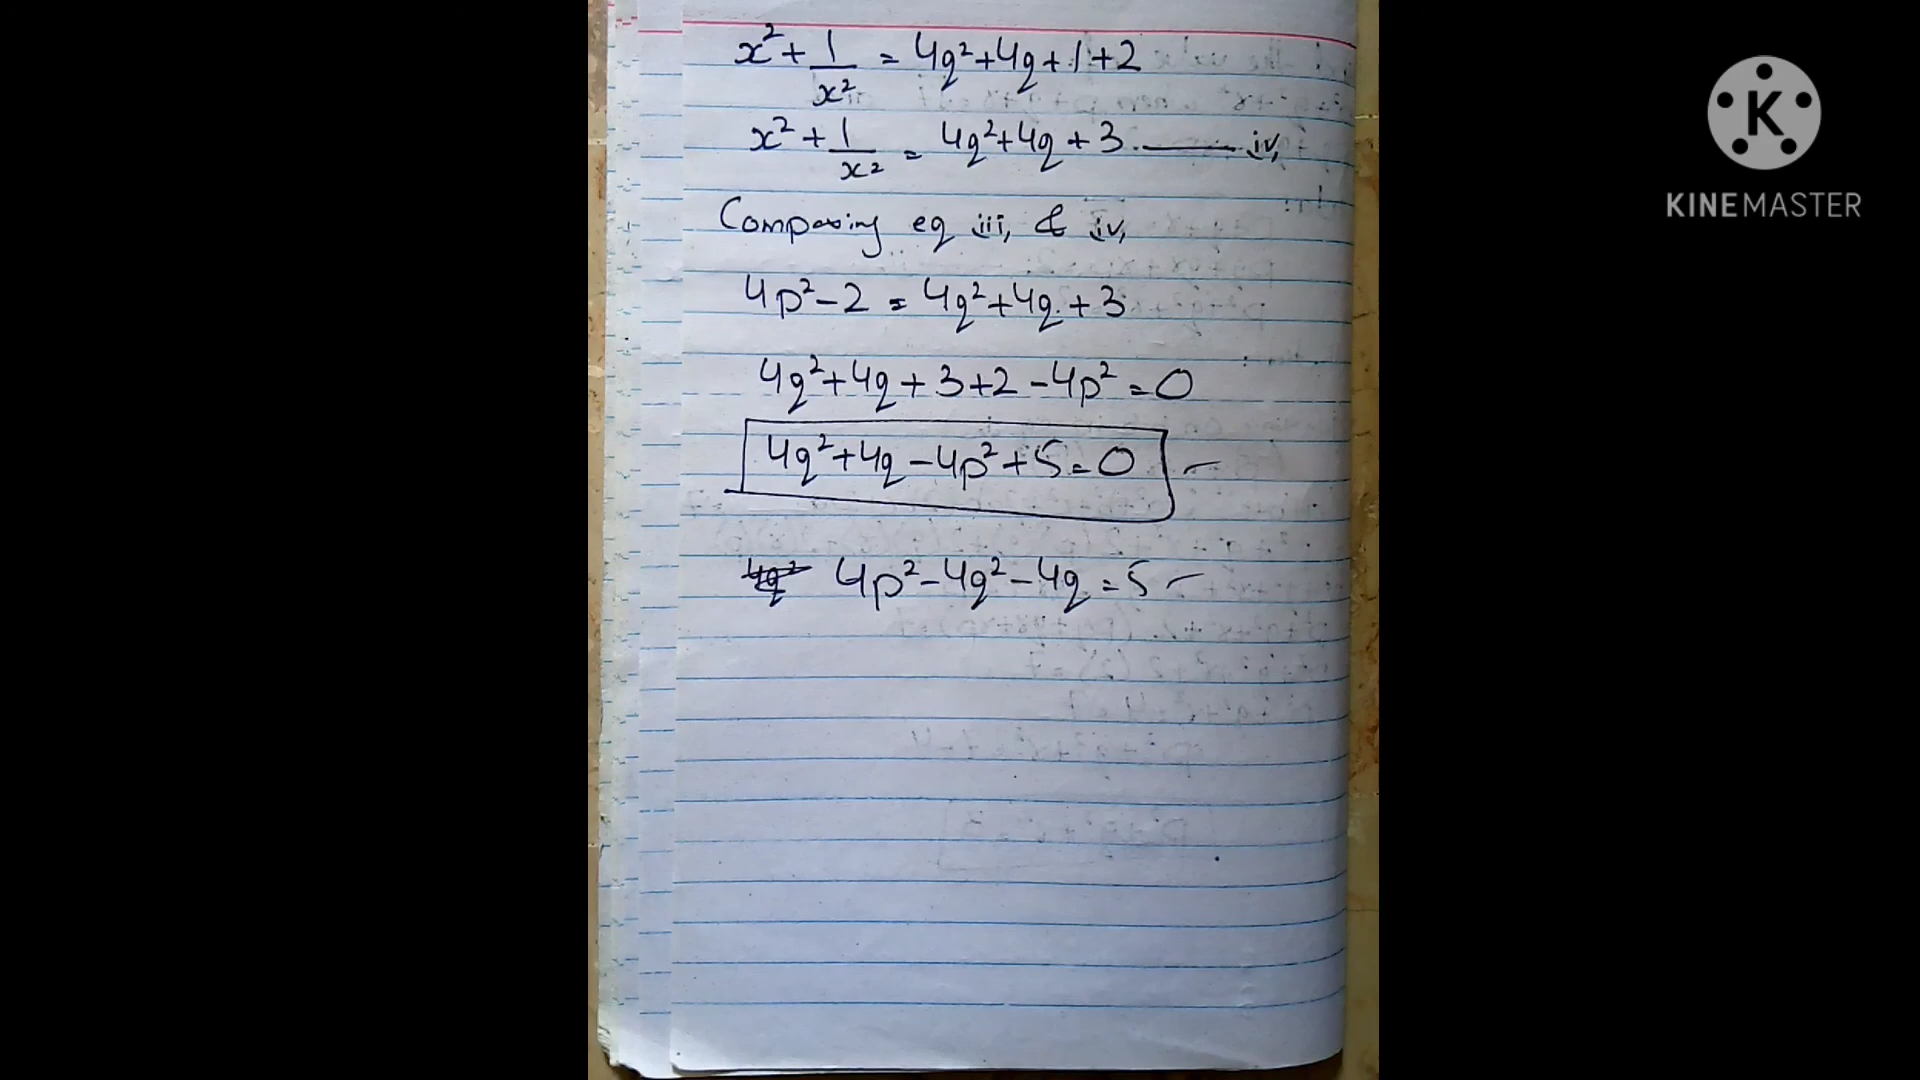 x² + 1/x² = 4q² + 4q + 1 + 2
x² + 1/x² = 4q² + 4q + 3 —— iv,
Comparing eq iii, & iv,
4p² - 2 = 4q² + 4q + 3
4q² + 4q + 3 + 2 - 4p² = 0
4q² + 4q - 4p² + 5 = 0
4p² - 4q² - 4q = 5
K
KINEMASTER